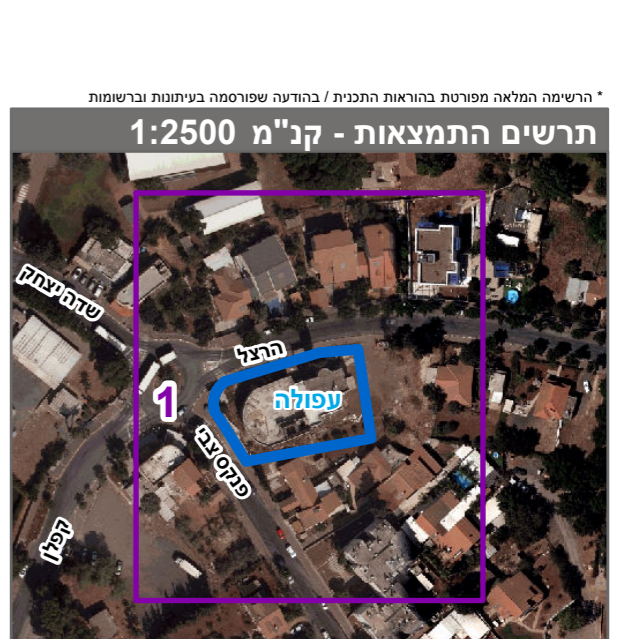 * הרשימה המלאה מפורטת בהוראות התכנית / בהודעה שפורסמה בעיתונות וברשומות
תרשים התמצאות - קנ"מ 1:2500
שדה יצחק
הרצל
עפולה
1
פנקס צבי
קפלן